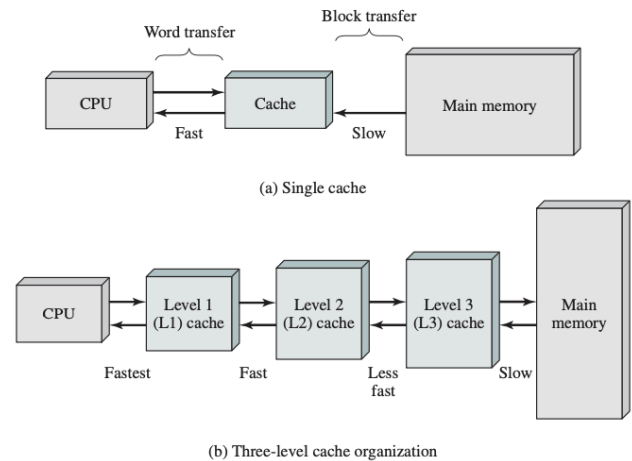 Block transfer
Word transfer
CPU
Cache
Main memory
Fast
Slow
(a) Single cache
CPU
Level 1
(L1) cache
Level 2
(L2) cache
Level 3
(L3) cache
Main
memory
Fastest
Fast
Less
fast
Slow
(b) Three-level cache organization